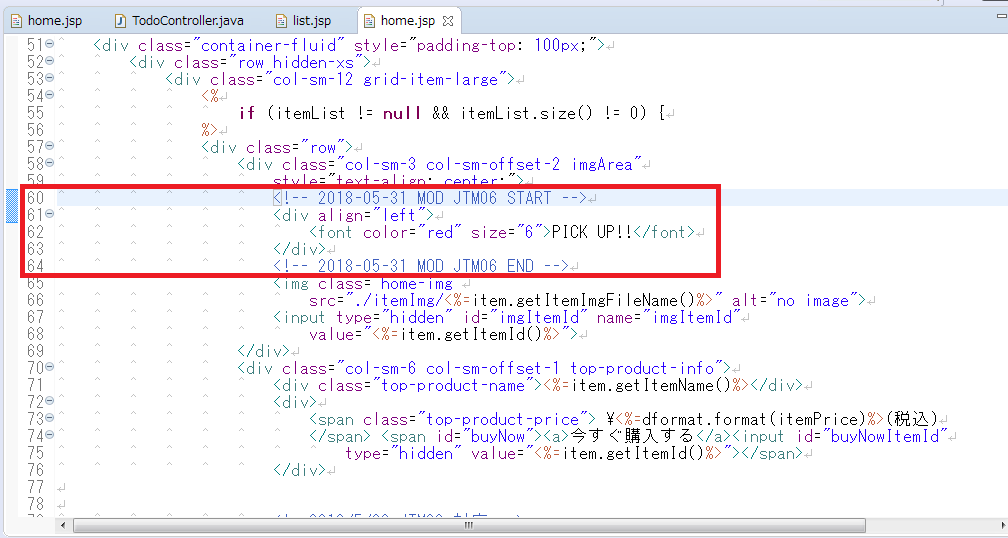 home.jsp TodoController.java list.jsp home.jsp
51 <div class="container-fluid" style="padding-top: 100px;">
52 <div class="row hidden-xs">
53 <div class="col-sm-12 grid-item-large">
54 <%
55 if (itemList != null && itemList.size() != 0) {
56 %>
57 <div class="row">
58 <div class="col-sm-3 col-sm-offset-2 imgArea"
59 style="text-align: center;">
60 <!-- 2018-05-31 MOD JTM06 START -->
61 <div align="left">
62 <font color="red" size="6">PICK UP!!</font>
63 </div>
64 <!-- 2018-05-31 MOD JTM06 END -->
65 <img class="home-img"
66 src="./itemImg/<%=item.getItemImgFileName()%>" alt="no image">
67 <input type="hidden" id="imgItemId" name="imgItemId"
68 value="<%=item.getItemId()%>">
69 </div>
70 <div class="col-sm-6 col-sm-offset-1 top-product-info">
71 <div class="top-product-name"><%=item.getItemName()%></div>
72 <div>
73 <span class="top-product-price"> \<%=dformat.format(itemPrice)%>(税込)
74 </span> <span id="buyNow"><a>今すぐ購入する</a><input id="buyNowItemId"
75 type="hidden" value="<%=item.getItemId()%>"></span>
76 </div>
77
78